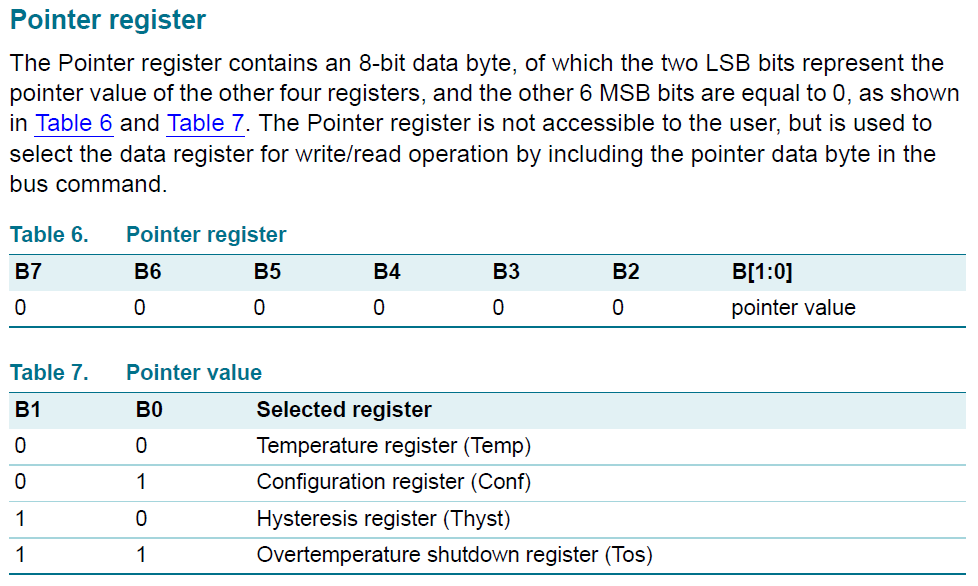 Pointer register
The Pointer register contains an 8-bit data byte, of which the two LSB bits represent the
pointer value of the other four registers, and the other 6 MSB bits are equal to 0, as shown
in Table 6 and Table 7. The Pointer register is not accessible to the user, but is used to
select the data register for write/read operation by including the pointer data byte in the
bus command.
Table 6. Pointer register
B7 B6 B5 B4 B3 B2 B[1:0]
0 0 0 0 0 0 pointer value
Table 7. Pointer value
B1 B0 Selected register
0 0 Temperature register (Temp)
0 1 Configuration register (Conf)
1 0 Hysteresis register (Thyst)
1 1 Overtemperature shutdown register (Tos)